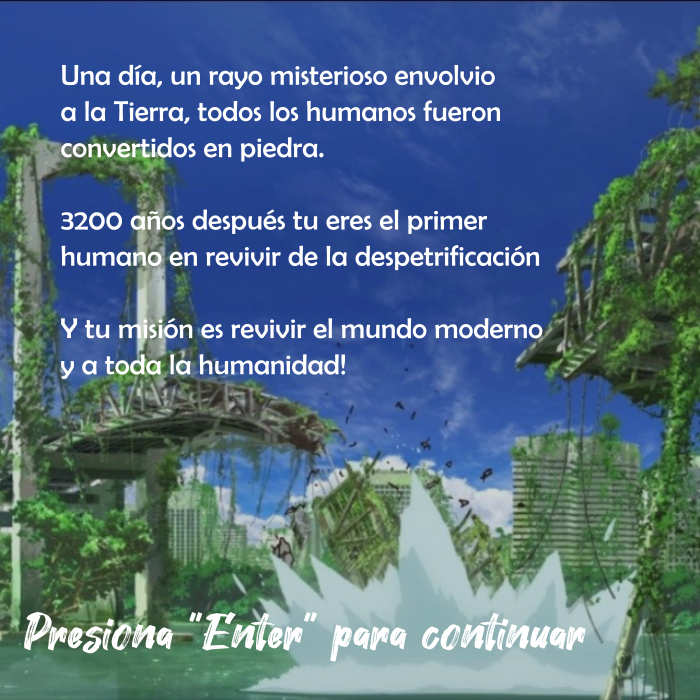 Una día, un rayo misterioso envolvio
a la Tierra, todos los humanos fueron
convertidos en piedra.
3200 años después tu eres el primer
humano en revivir de la despetrificación
Y tu misión es revivir el mundo moderno
y a toda la humanidad!
Presiona "Enter" para continuar